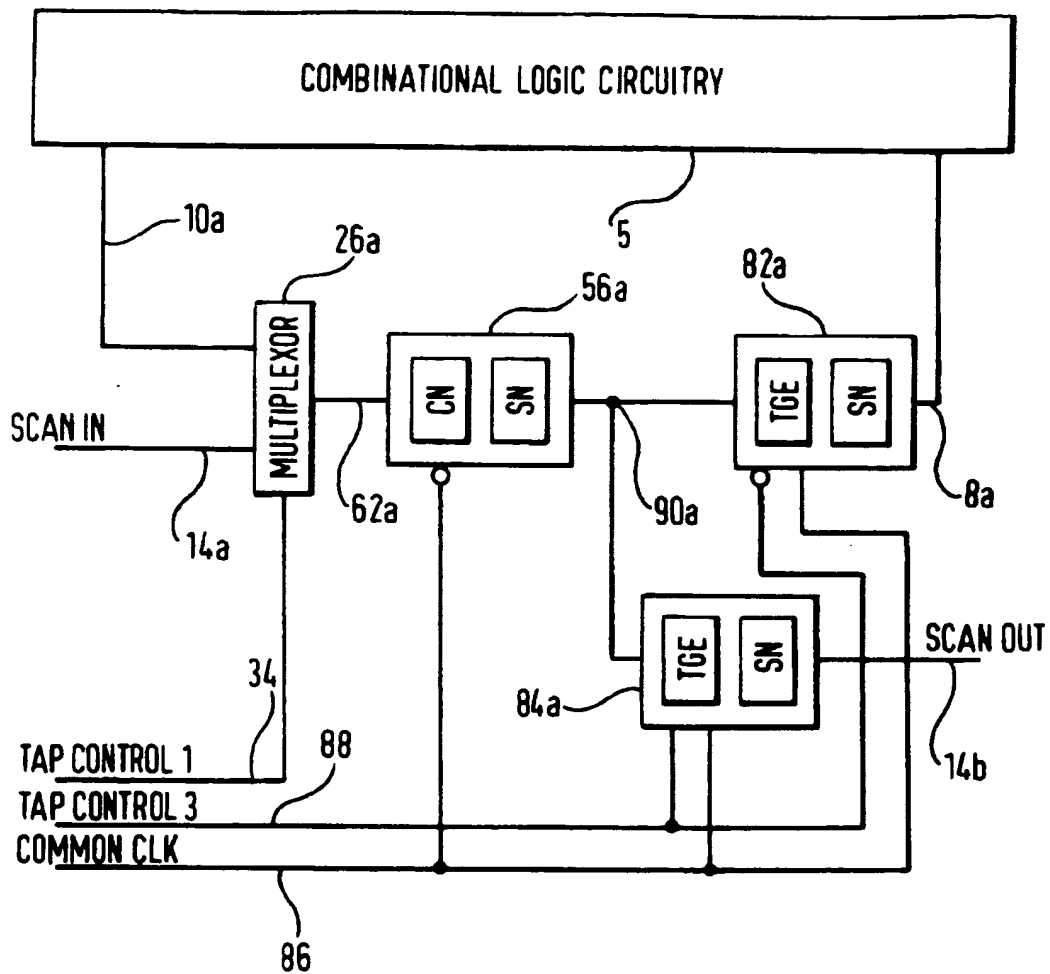 COMBINATIONAL LOGIC CIRCUITRY
10a
5
26a
56a
82a
MULTIPLEXOR
CN
SN
TGE
SN
SCAN IN
14a
62a
90a
8a
TGE
SN
SCAN OUT
84a
34
14b
TAP CONTROL 1
88
TAP CONTROL 3
COMMON CLK
86